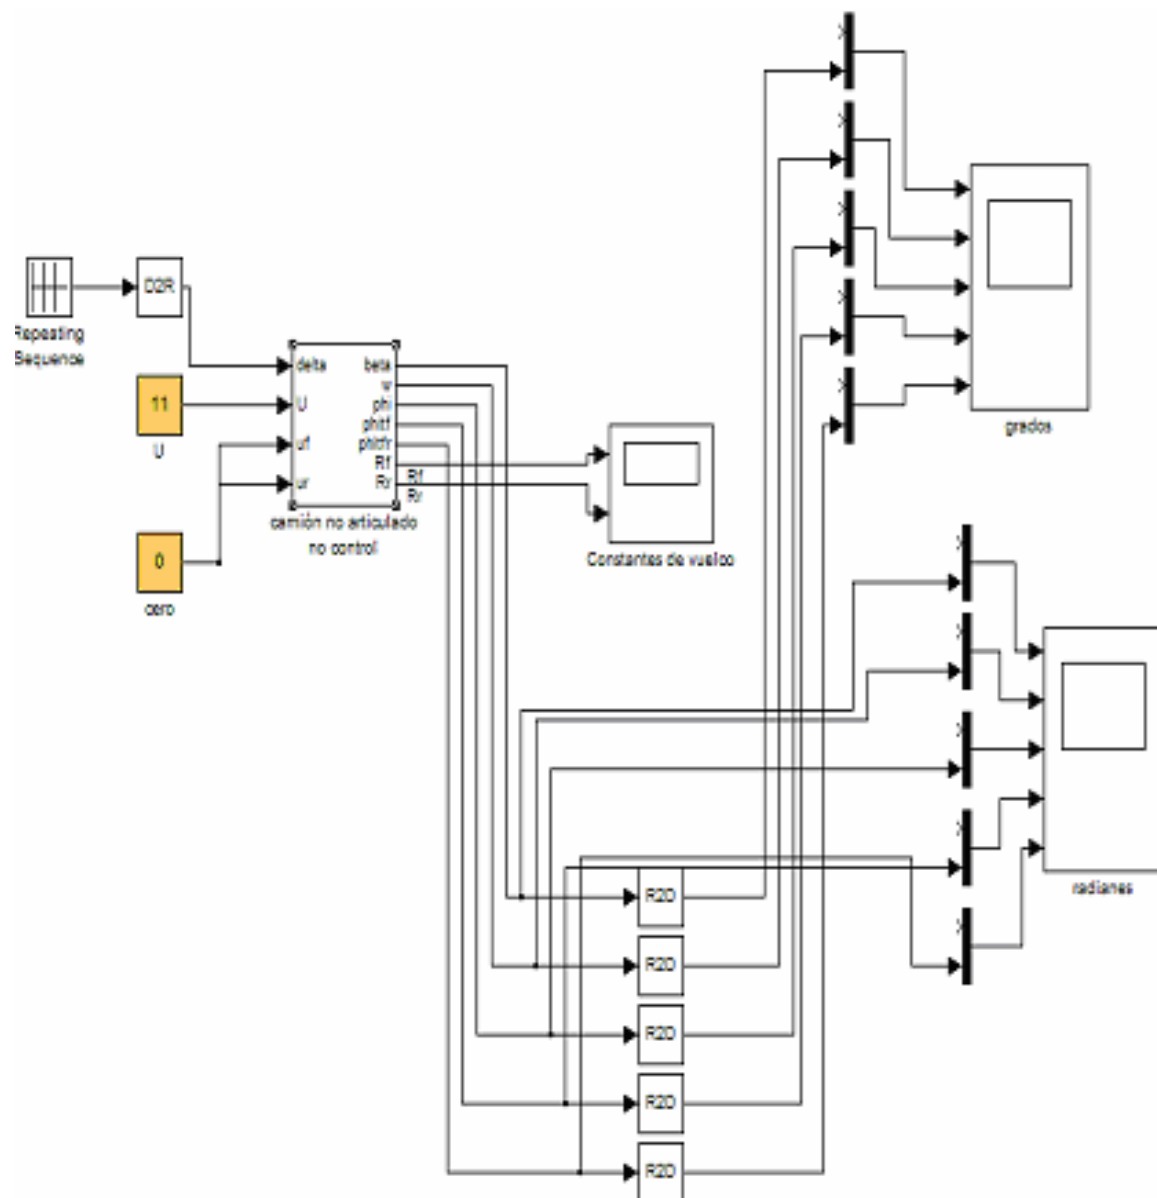 Repeating
Sequence
D2R
11
U
0
cero
delta
U
uf
ur
beta
w
phi
phitf
phitfr
Rf
Rr
Rf
Rr
camión no articulado
no control
Constantes de vuelco
grados
radianes
R2D
R2D
R2D
R2D
R2D